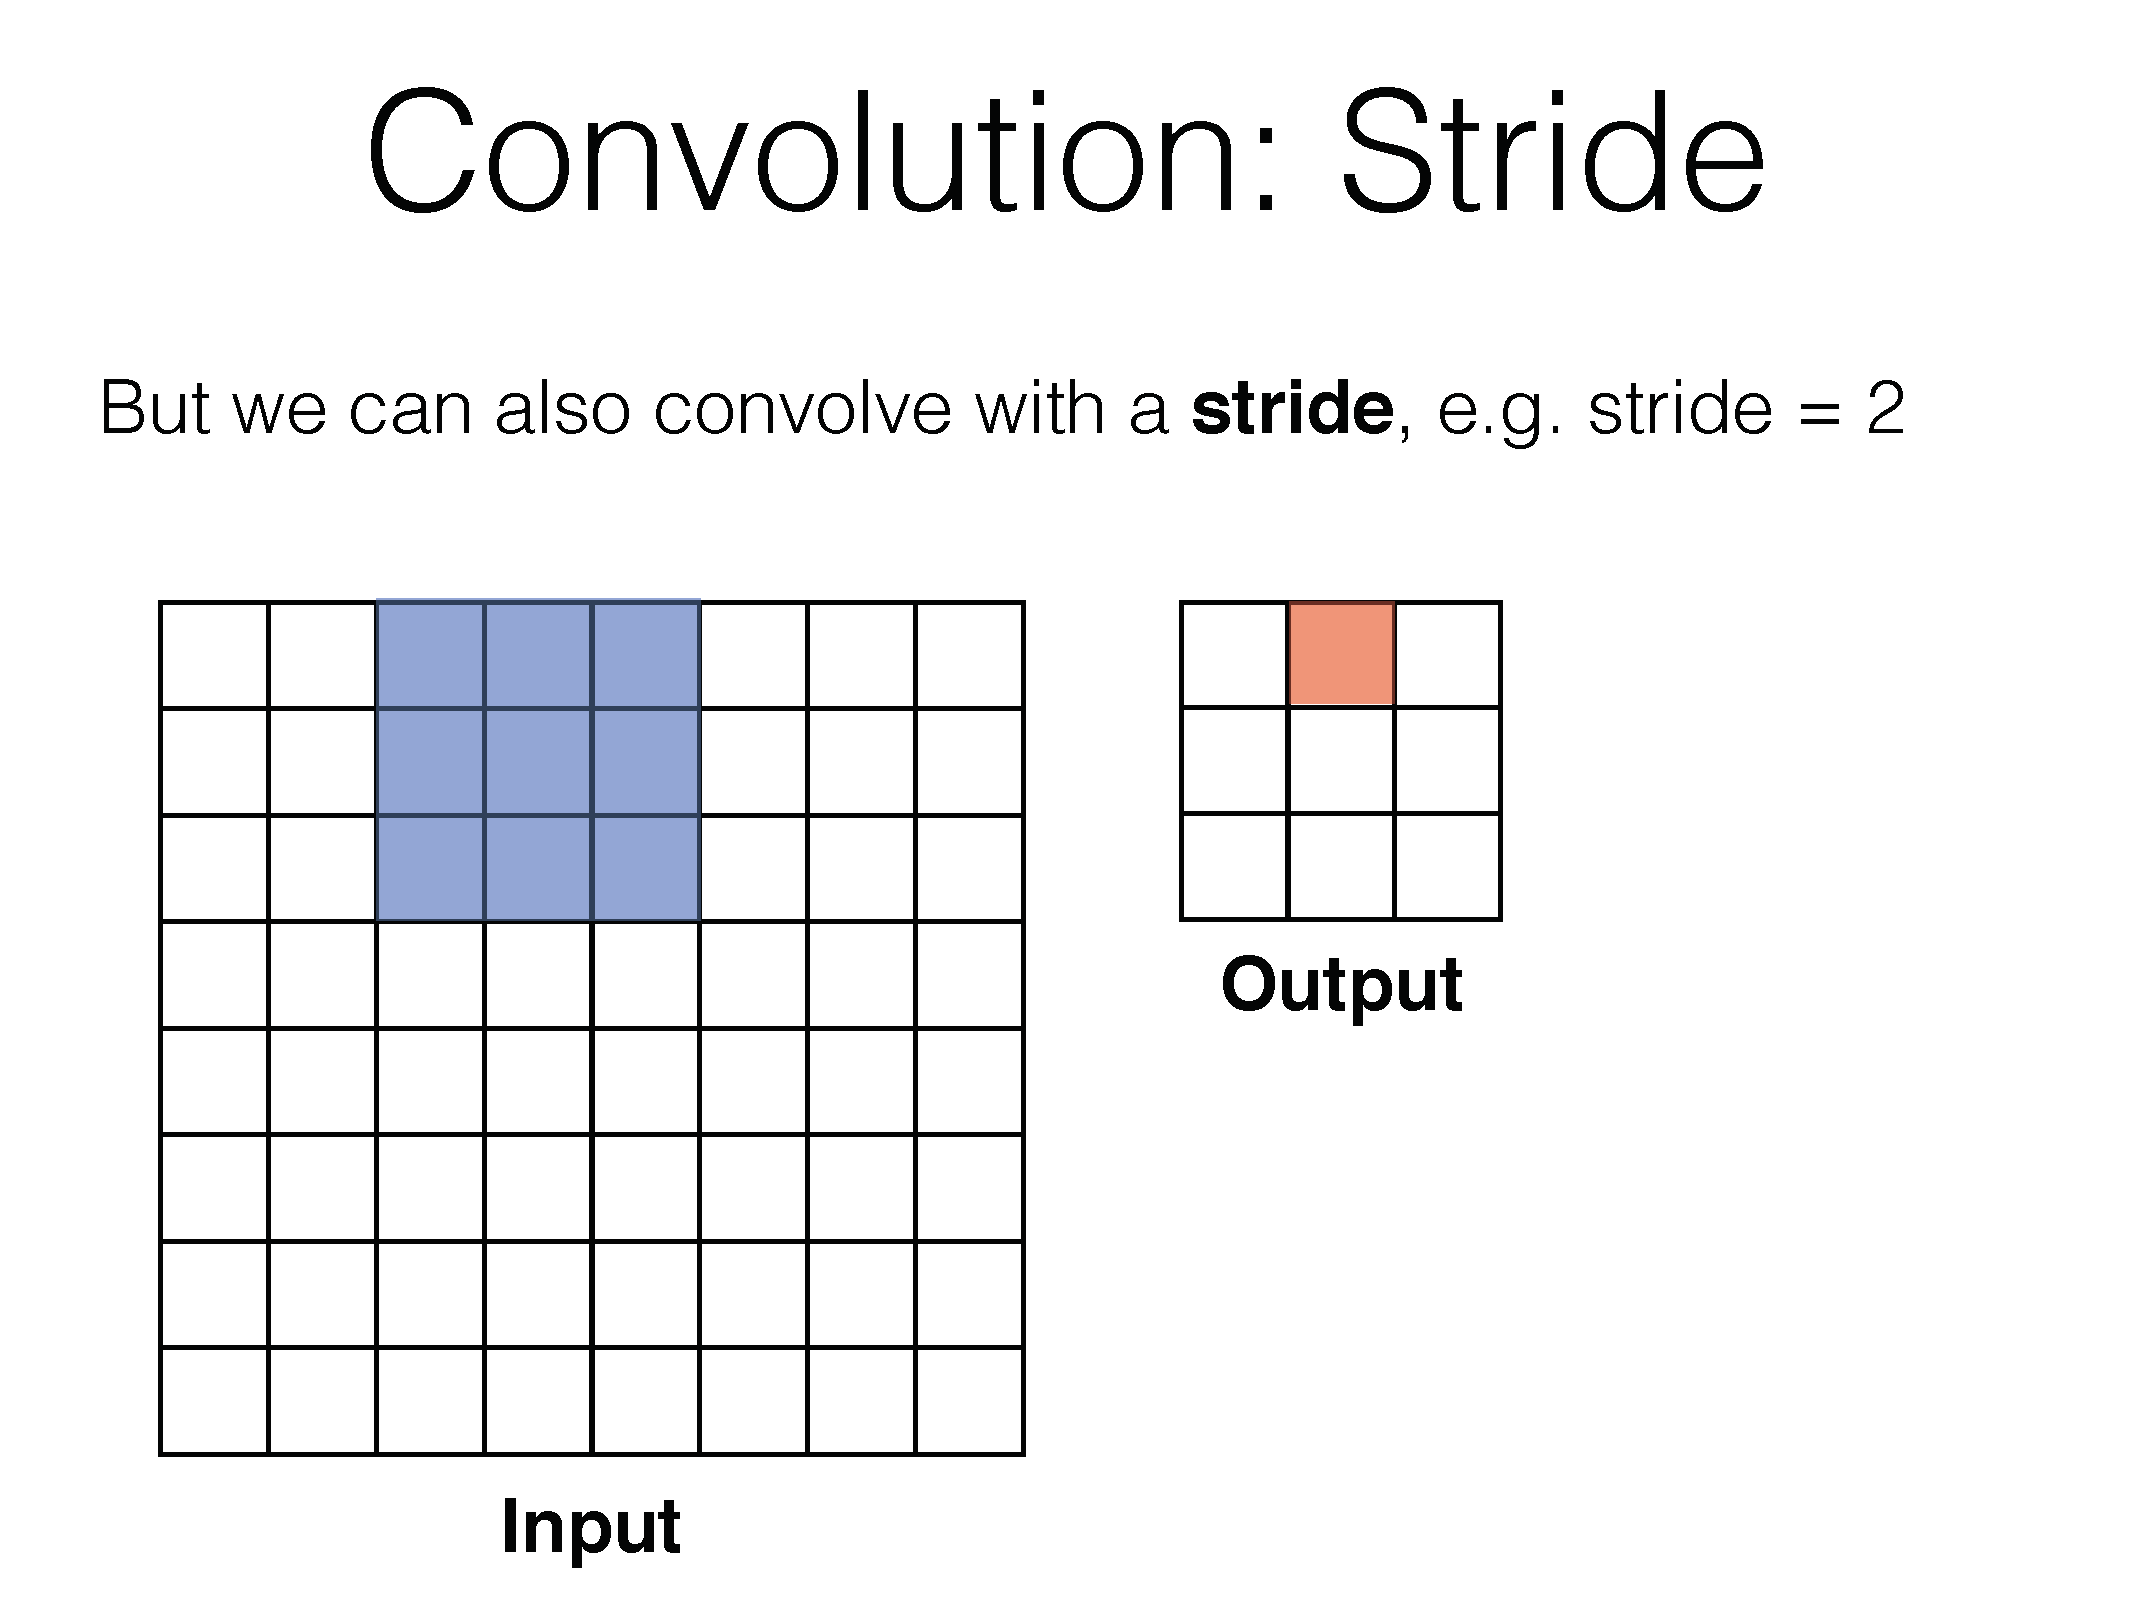 Convolution: Stride
But we can also convolve with a stride, e.g. stride = 2
Output
Input